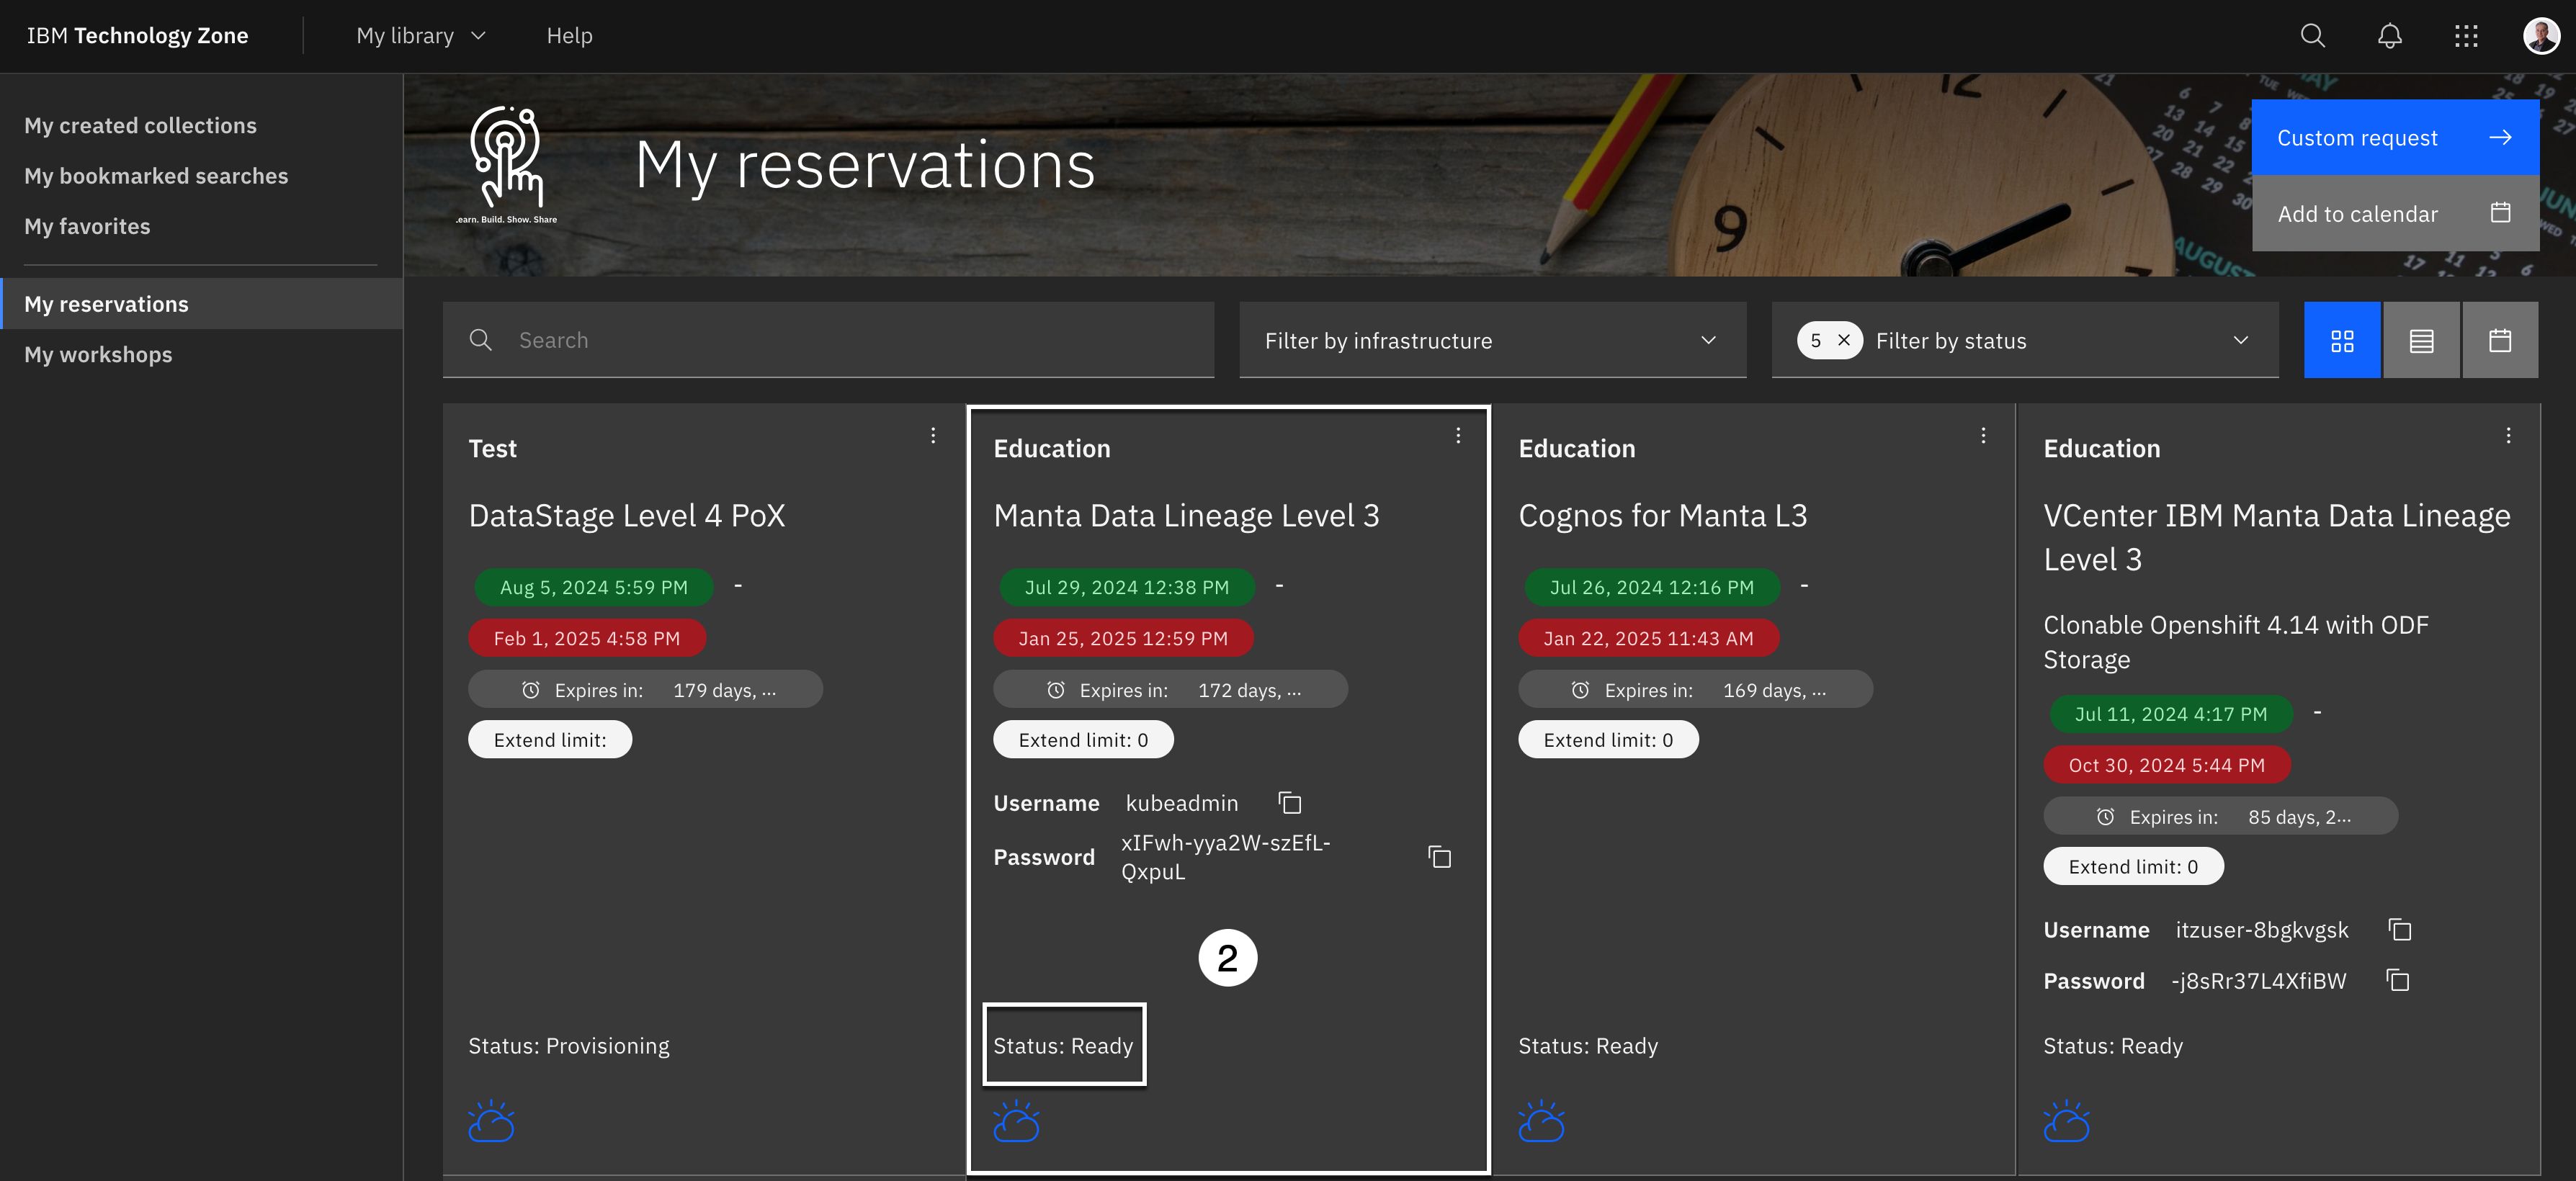 IBM Technology Zone
My library
Help
My created collections
My bookmarked searches
My favorites
My reservations
My workshops
.earn. Build. Show. Share
My reservations
12
9
MAY
TUE
AUGUST
JUN
Custom request
Add to calendar
Search
Filter by infrastructure
5
Filter by status
Test
DataStage Level 4 PoX
Aug 5, 2024 5:59 PM -
Feb 1, 2025 4:58 PM
Expires in: 179 days, ...
Extend limit:
Status: Provisioning
Education
Manta Data Lineage Level 3
Jul 29, 2024 12:38 PM -
Jan 25, 2025 12:59 PM
Expires in: 172 days, ...
Extend limit: 0
Username kubeadmin
Password xIFwh-yya2W-szEfL-
QxpuL
2
Status: Ready
Education
Cognos for Manta L3
Jul 26, 2024 12:16 PM -
Jan 22, 2025 11:43 AM
Expires in: 169 days, ...
Extend limit: 0
Status: Ready
Education
VCenter IBM Manta Data Lineage
Level 3
Clonable Openshift 4.14 with ODF
Storage
Jul 11, 2024 4:17 PM -
Oct 30, 2024 5:44 PM
Expires in: 85 days, 2...
Extend limit: 0
Username itzuser-8bgkvgsk
Password -j8sRr37L4XfiBW
Status: Ready